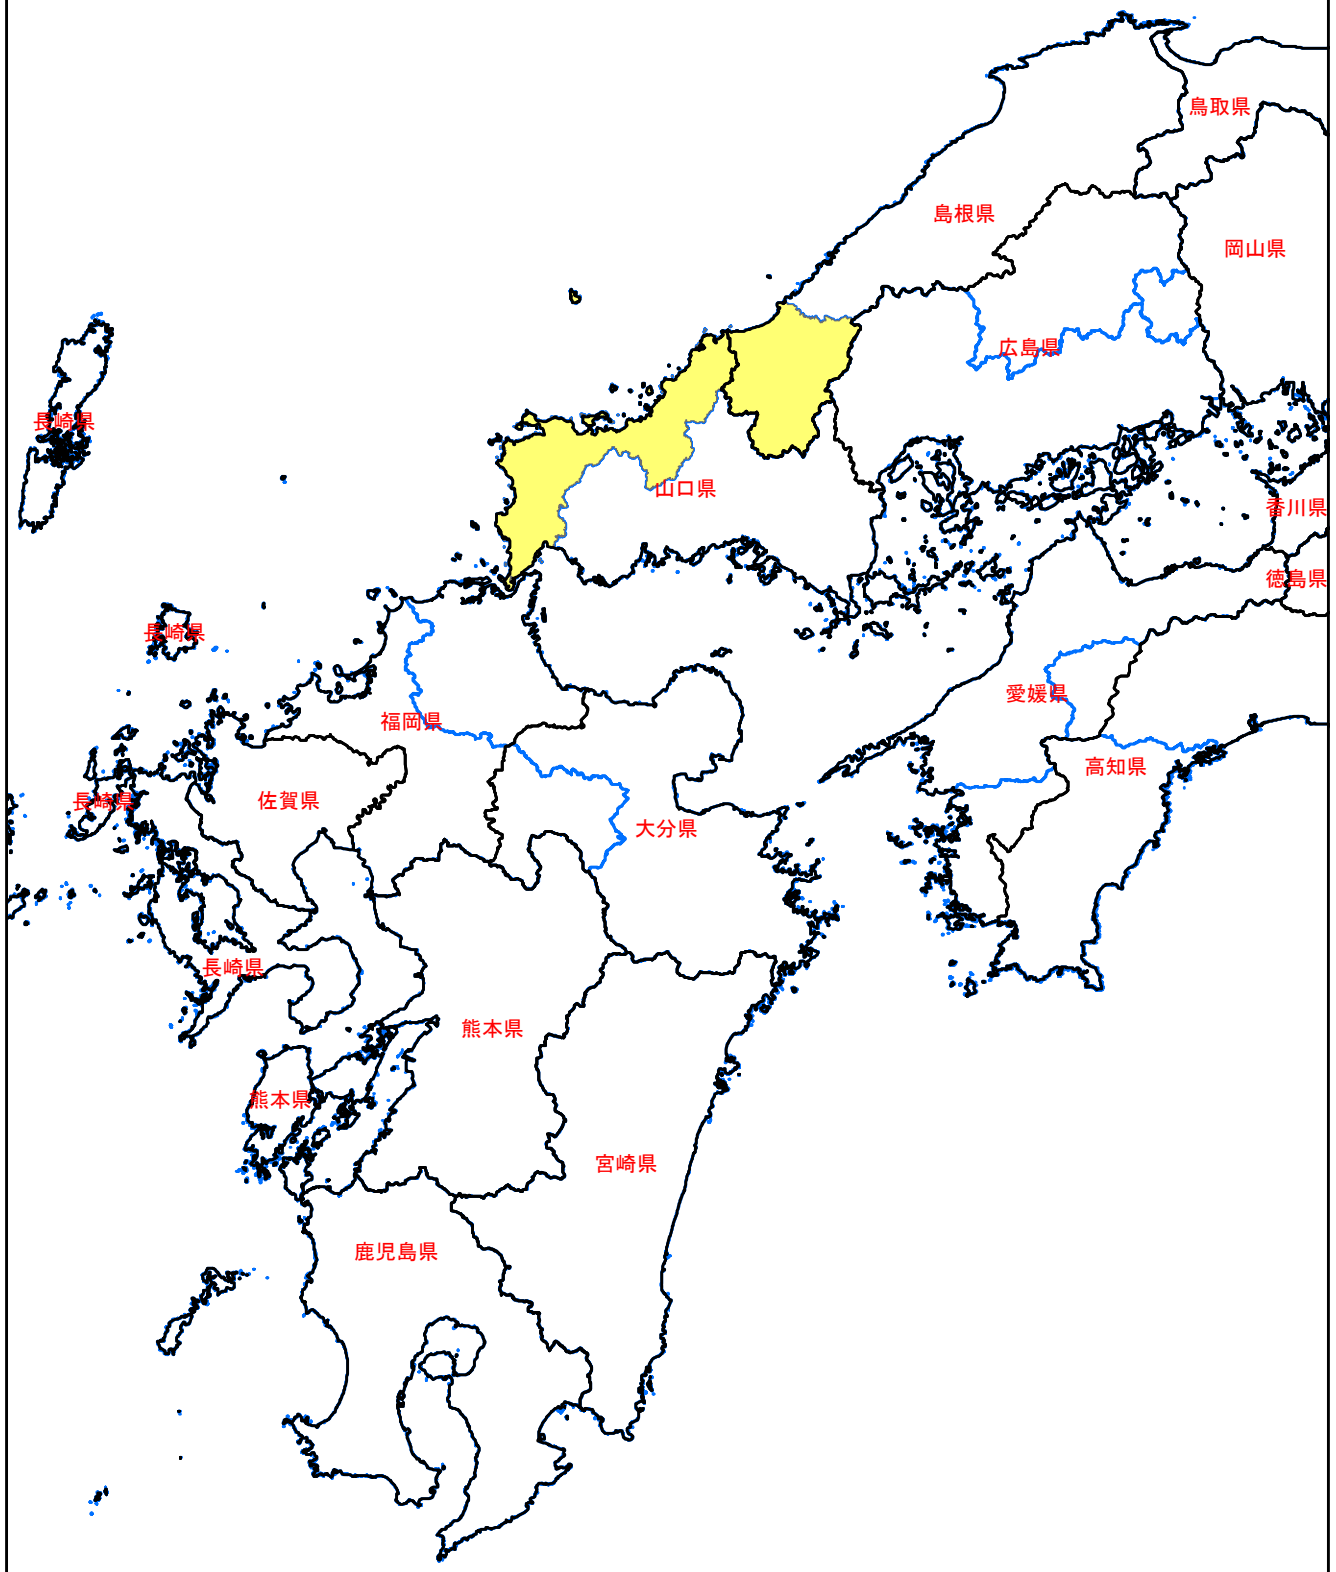 鳥取県
島根県
岡山県
広島県
長崎県
山口県
香川県
徳島県
長崎県
愛媛県
福岡県
高知県
長崎県
佐賀県
大分県
長崎県
熊本県
熊本県
宮崎県
鹿児島県